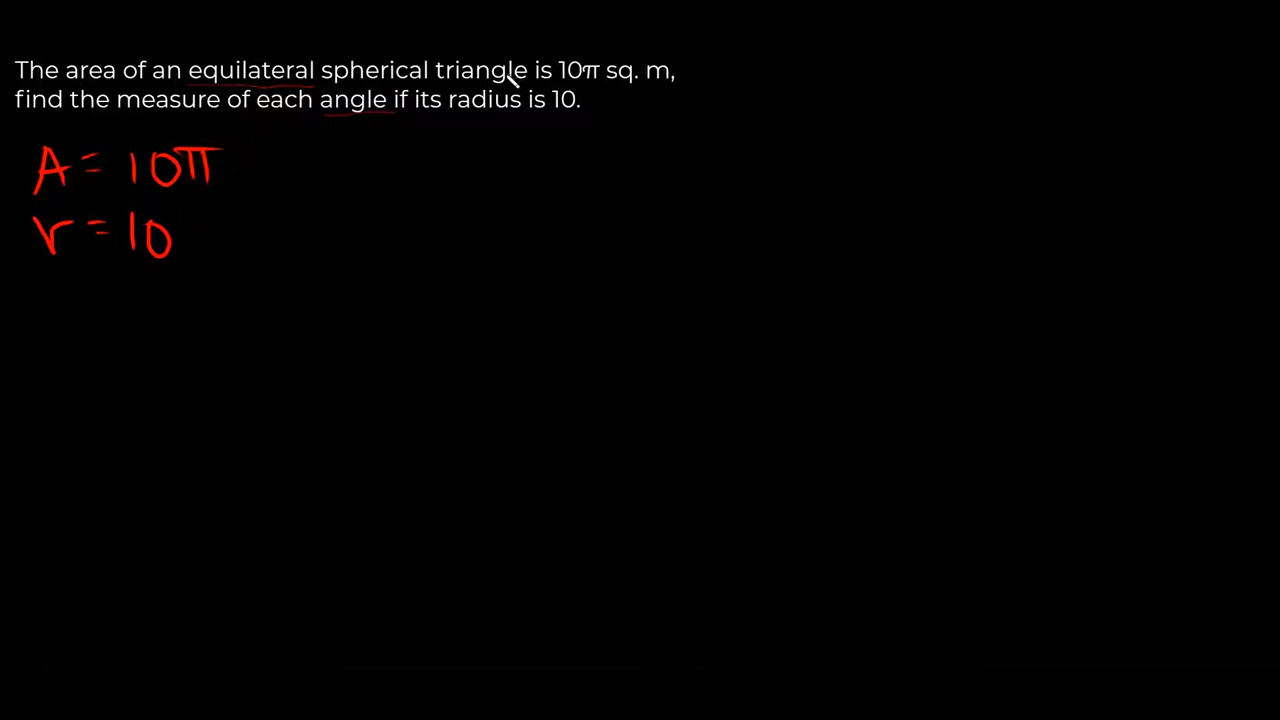 The area of an equilateral spherical triangle is 10π sq. m,
find the measure of each angle if its radius is 10.
A = 10π
r = 10